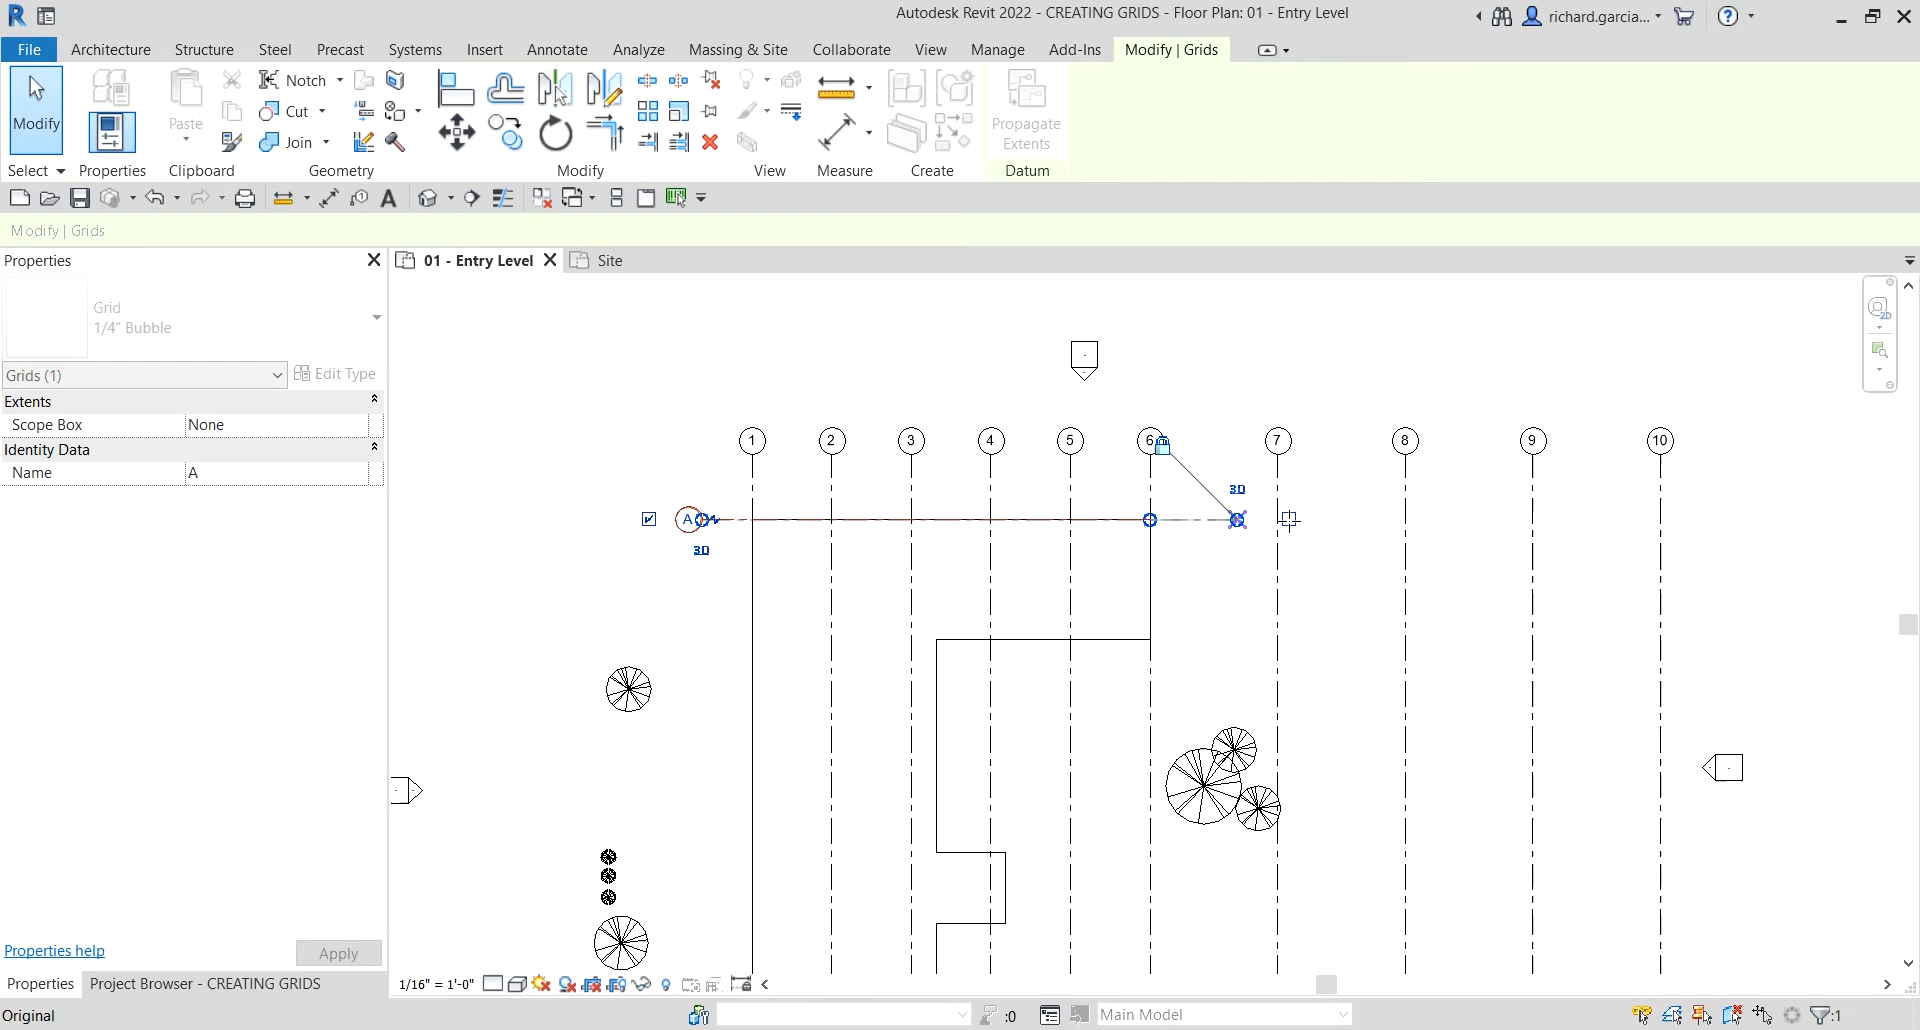 Autodesk Revit 2022 - CREATING GRIDS - Floor Plan: 01 - Entry Level
richard.garcia...
File Architecture Structure Steel Precast Systems Insert Annotate Analyze Massing & Site Collaborate View Manage Add-Ins Modify | Grids
Modify
Paste
Notch
Cut
Join
Propagate
Extents
Select Properties Clipboard Geometry Modify View Measure Create Datum
Modify | Grids
Properties
01 - Entry Level Site
Grid
1/4" Bubble
Grids (1) Edit Type
Extents
Scope Box None
Identity Data
Name A
2D
1 2 3 4 5 6 7 8 9 10
3D
A
3D
Properties help Apply
Properties Project Browser - CREATING GRIDS
1/16" = 1'-0"
Original
:0
Main Model
:1